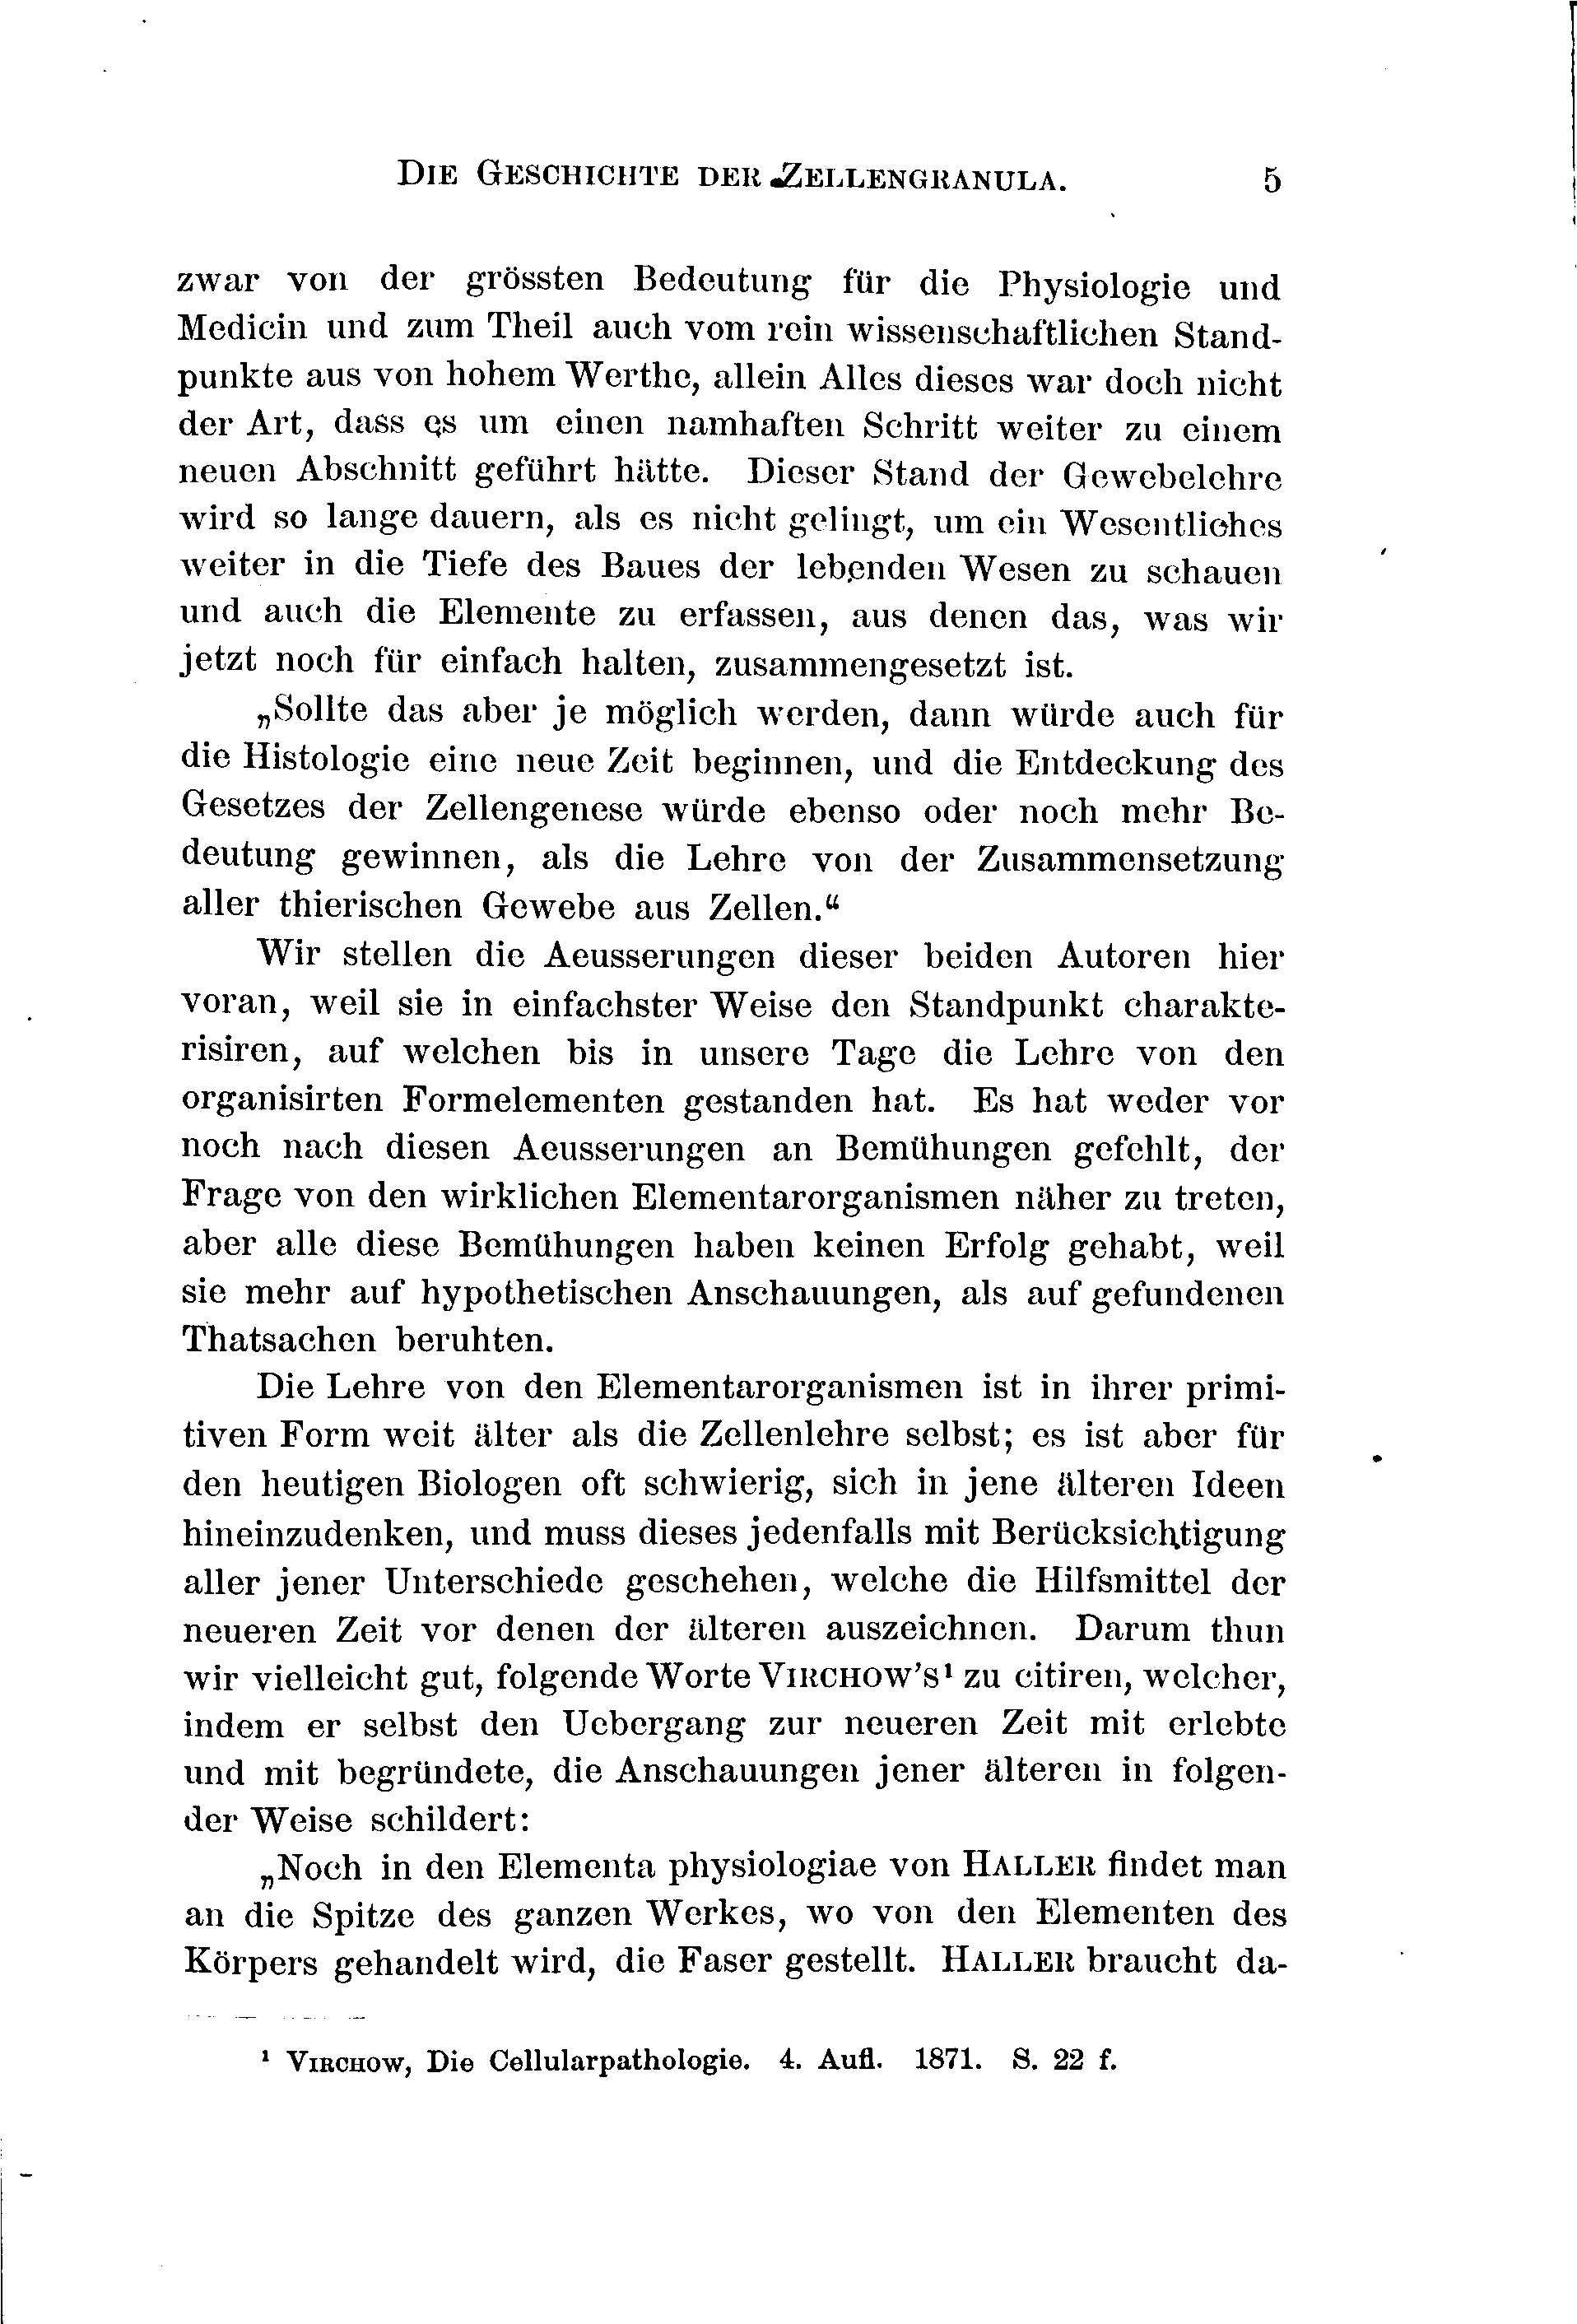 DIE GESCHICHTE DER ZELLENGRANULA. 5
zwar von der grössten Bedeutung für die Physiologie und
Medicin und zum Theil auch vom rein wissenschaftlichen Stand-
punkte aus von hohem Werthe, allein Alles dieses war doch nicht
der Art, dass es um einen namhaften Schritt weiter zu einem
neuen Abschnitt geführt hätte. Dieser Stand der Gewebelehre
wird so lange dauern, als es nicht gelingt, um ein Wesentliches
weiter in die Tiefe des Baues der lebenden Wesen zu schauen
und auch die Elemente zu erfassen, aus denen das, was wir
jetzt noch für einfach halten, zusammengesetzt ist.
„Sollte das aber je möglich werden, dann würde auch für
die Histologie eine neue Zeit beginnen, und die Entdeckung des
Gesetzes der Zellengenese würde ebenso oder noch mehr Be-
deutung gewinnen, als die Lehre von der Zusammensetzung
aller thierischen Gewebe aus Zellen.“
Wir stellen die Aeusserungen dieser beiden Autoren hier
voran, weil sie in einfachster Weise den Standpunkt charakte-
risiren, auf welchen bis in unsere Tage die Lehre von den
organisirten Formelementen gestanden hat. Es hat weder vor
noch nach diesen Aeusserungen an Bemühungen gefehlt, der
Frage von den wirklichen Elementarorganismen näher zu treten,
aber alle diese Bemühungen haben keinen Erfolg gehabt, weil
sie mehr auf hypothetischen Anschauungen, als auf gefundenen
Thatsachen beruhten.
Die Lehre von den Elementarorganismen ist in ihrer primi-
tiven Form weit älter als die Zellenlehre selbst; es ist aber für
den heutigen Biologen oft schwierig, sich in jene älteren Ideen
hineinzudenken, und muss dieses jedenfalls mit Berücksichtigung
aller jener Unterschiede geschehen, welche die Hilfsmittel der
neueren Zeit vor denen der älteren auszeichnen. Darum thun
wir vielleicht gut, folgende Worte VIRCHOW'S¹ zu citiren, welcher,
indem er selbst den Uebergang zur neueren Zeit mit erlebte
und mit begründete, die Anschauungen jener älteren in folgen-
der Weise schildert:
„Noch in den Elementa physiologiae von HALLER findet man
an die Spitze des ganzen Werkes, wo von den Elementen des
Körpers gehandelt wird, die Faser gestellt. HALLER braucht da-
¹ VIRCHOW, Die Cellularpathologie. 4. Aufl. 1871. S. 22 f.